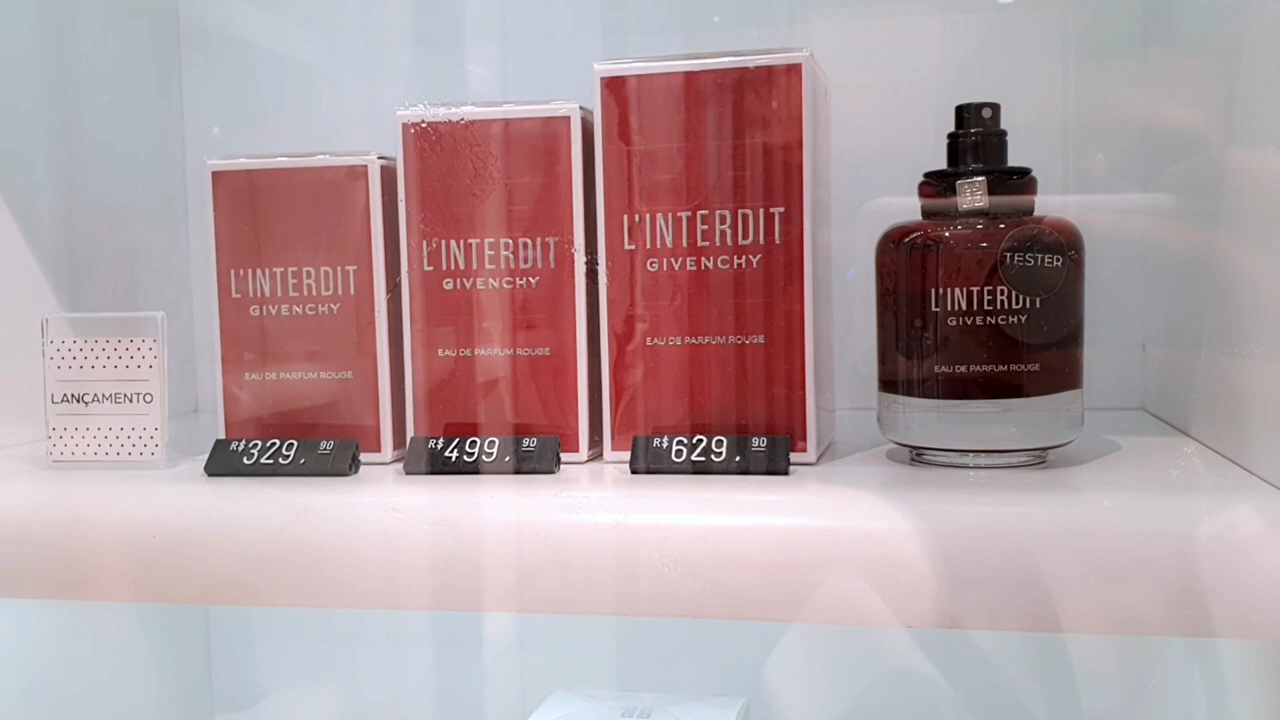 LANÇAMENTO
L'INTERDIT
GIVENCHY
EAU DE PARFUM ROUGE
R$329,90
L'INTERDIT
GIVENCHY
EAU DE PARFUM ROUGE
R$499,90
L'INTERDIT
GIVENCHY
EAU DE PARFUM ROUGE
R$629,90
TESTER
L'INTERDIT
GIVENCHY
EAU DE PARFUM ROUGE